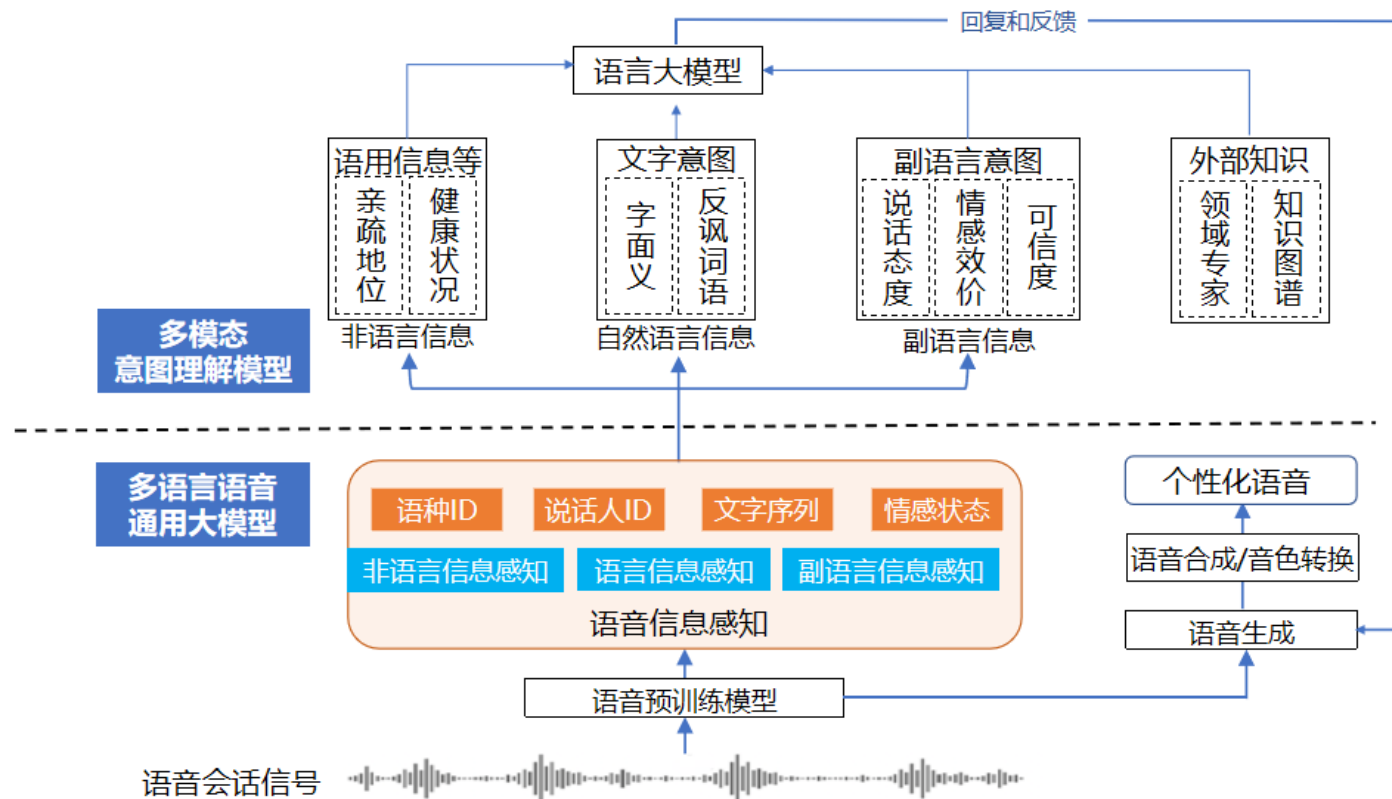 回复和反馈
语言大模型
语用信息等
亲疏地位
健康状况
非语言信息
文字意图
字面义
反讽词语
自然语言信息
副语言意图
说话态度
情感效价
可信度
副语言信息
外部知识
领域专家
知识图谱
多模态
意图理解模型
多语言语音
通用大模型
语种ID
说话人ID
文字序列
情感状态
非语言信息感知
语言信息感知
副语言信息感知
语音信息感知
个性化语音
语音合成/音色转换
语音生成
语音预训练模型
语音会话信号